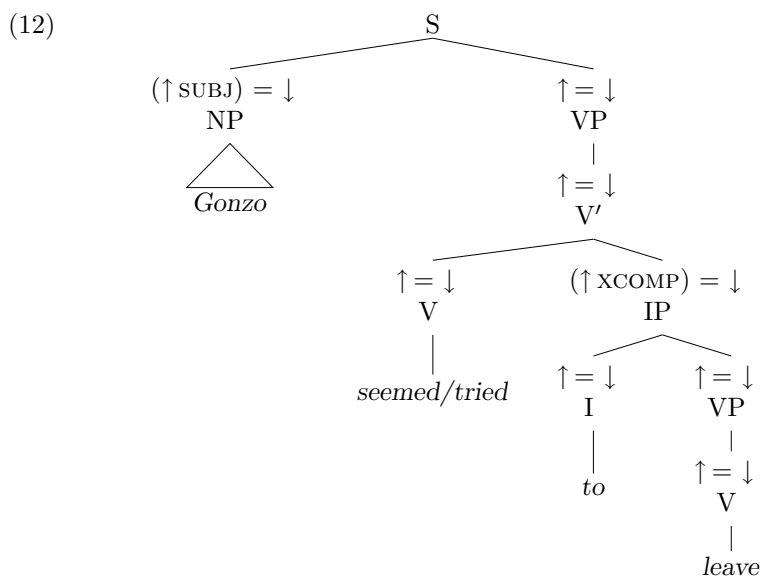 (12) S
(↑ SUBJ) = ↓ ↑ = ↓
NP VP
Gonzo ↑ = ↓
V′
↑ = ↓ (↑ XCOMP) = ↓
V IP
seemed/tried ↑ = ↓ ↑ = ↓
I VP
to ↑ = ↓
V
leave